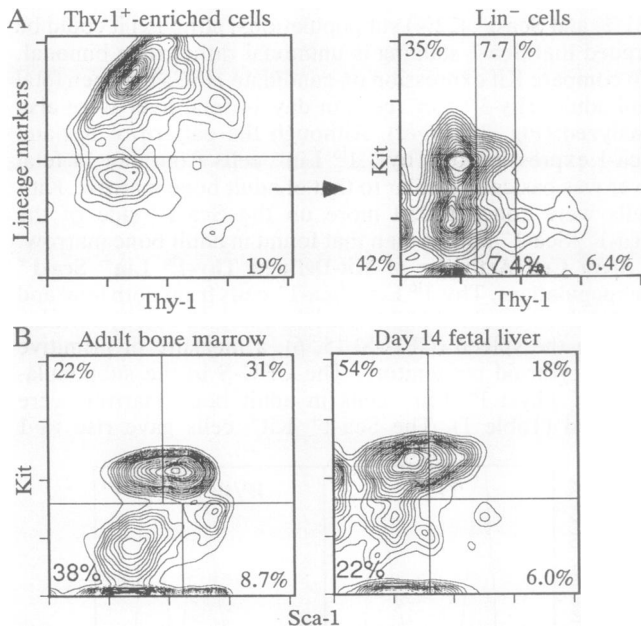 A Thy-1+-enriched cells
Lin− cells
Lineage markers
19%
Thy-1
35% 7.7%
Kit
42% 7.4% 6.4%
Thy-1
B Adult bone marrow
Day 14 fetal liver
22% 31%
Kit
38% 8.7%
54% 18%
22% 6.0%
Sca-1